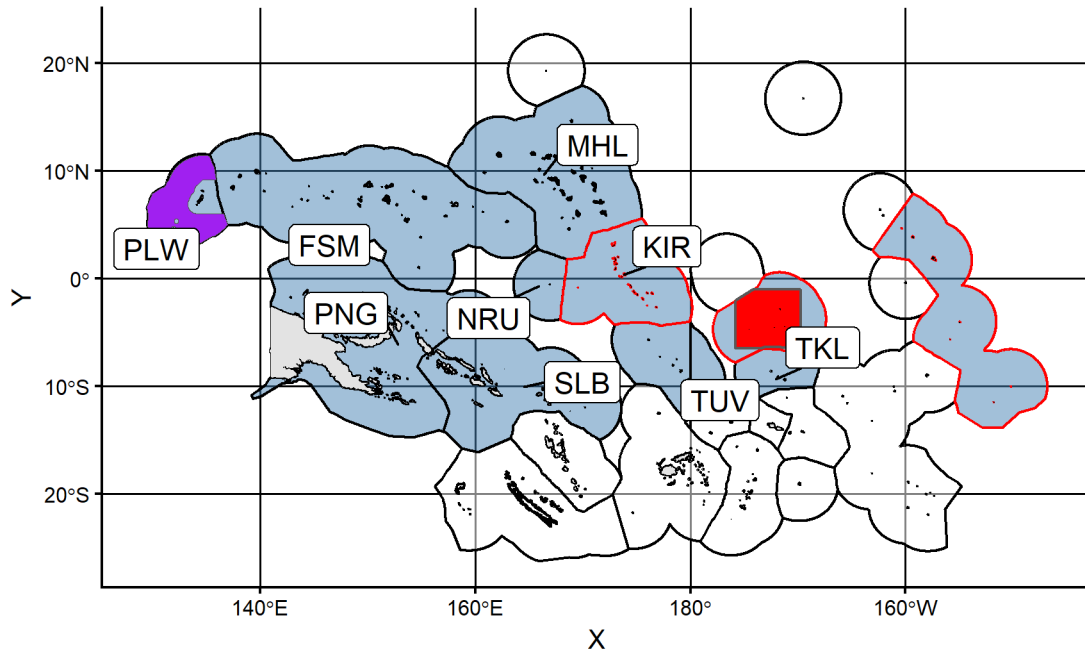 20°N
10°N
0°
10°S
20°S
Y
MHL
KIR
PLW
FSM
PNG
NRU
TKL
SLB
TUV
140°E
160°E
180°
160°W
X